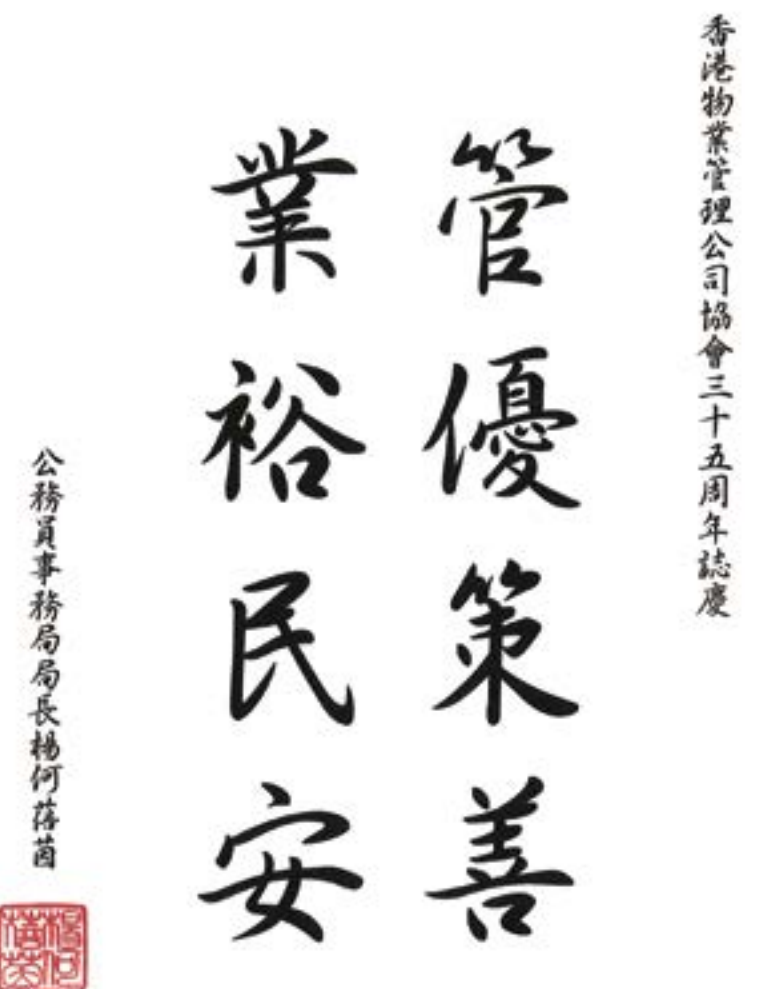 香港物業管理公司協會三十五周年誌慶
管優策善
業裕民安
公務員事務局局長楊何蓓茵